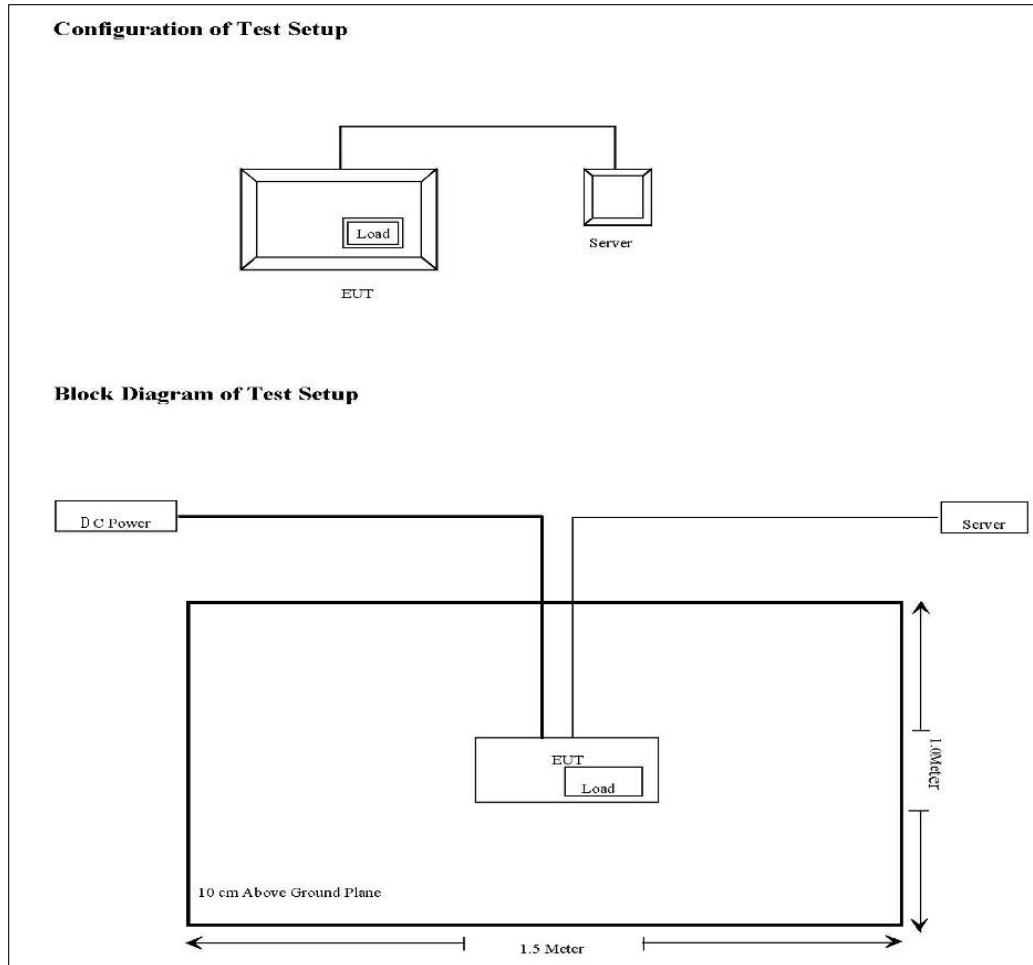 Configuration of Test Setup
Load
Server
EUT
Block Diagram of Test Setup
DC Power
Server
EUT
Load
1.0Meter
10 cm Above Ground Plane
1.5 Meter